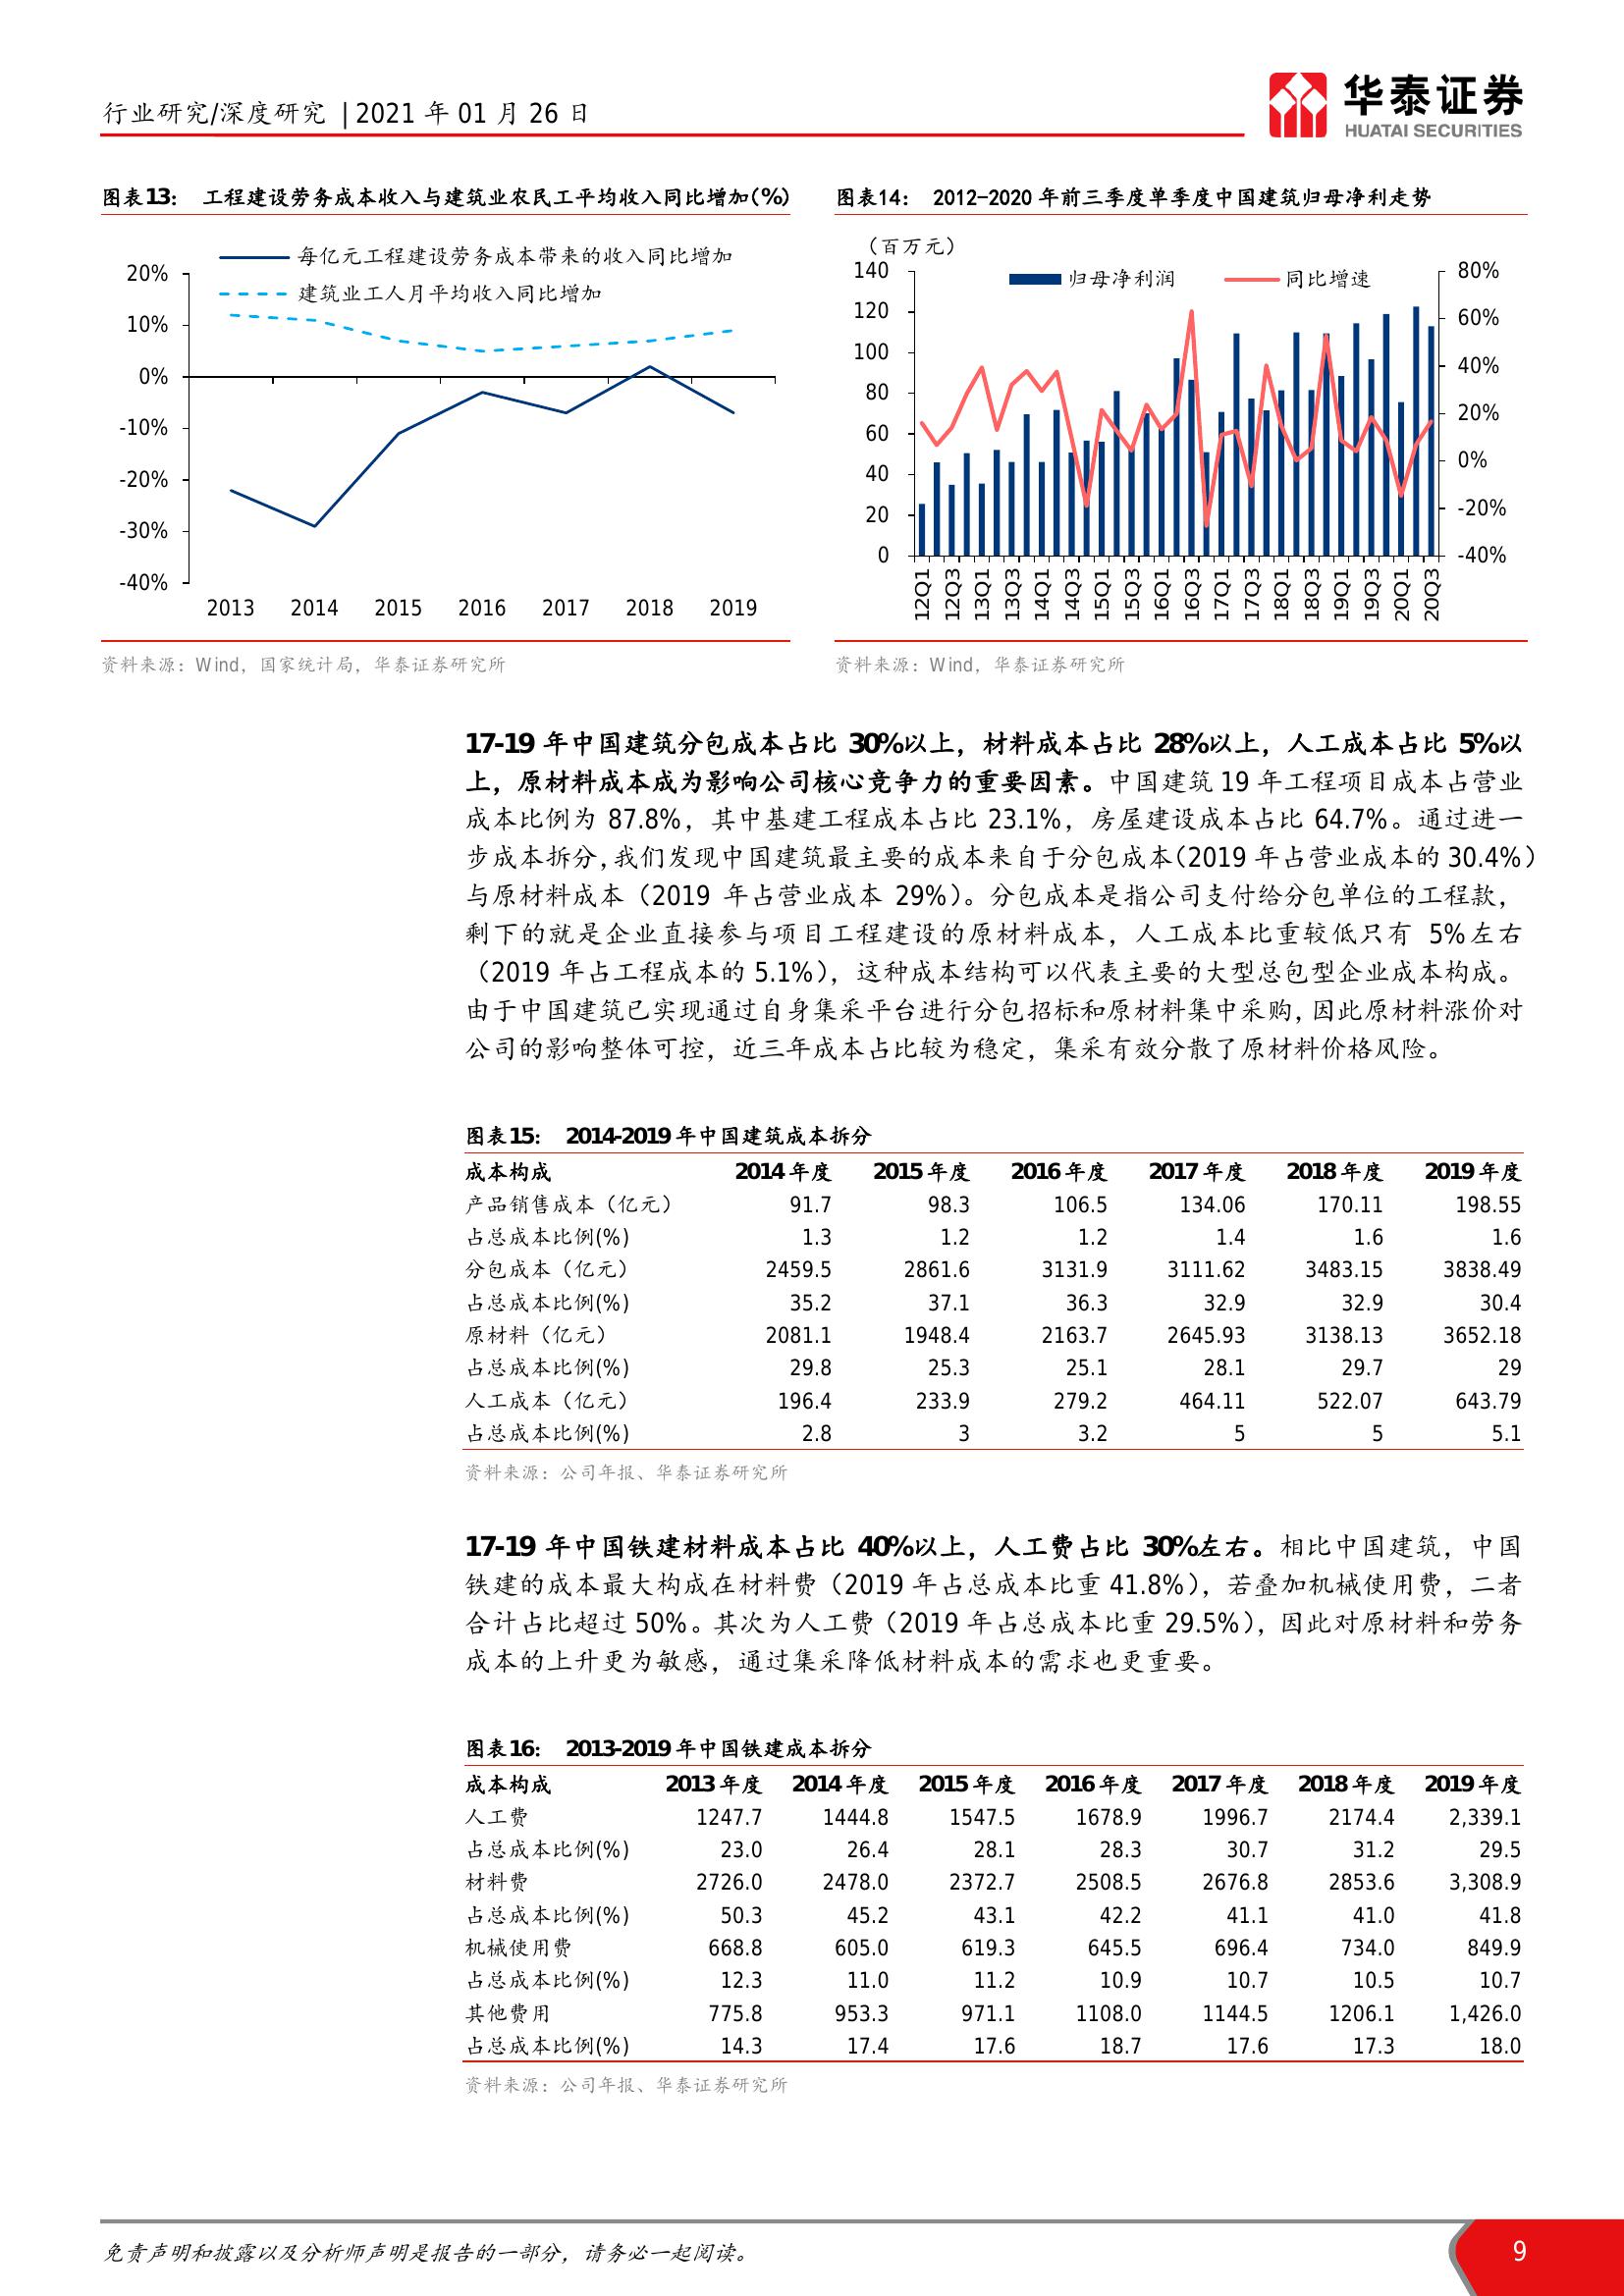 行业研究/深度研究 | 2021 年 01 月 26 日
华泰证券
HUATAI SECURITIES
图表13： 工程建设劳务成本收入与建筑业农民工平均收入同比增加(%)
每亿元工程建设劳务成本带来的收入同比增加
建筑业工人月平均收入同比增加
20%
10%
0%
-10%
-20%
-30%
-40%
2013 2014 2015 2016 2017 2018 2019
资料来源：Wind，国家统计局，华泰证券研究所
图表14： 2012-2020 年前三季度单季度中国建筑归母净利走势
（百万元）
归母净利润 同比增速
140
120
100
80
60
40
20
0
80%
60%
40%
20%
0%
-20%
-40%
12Q1 12Q3 13Q1 13Q3 14Q1 14Q3 15Q1 15Q3 16Q1 16Q3 17Q1 17Q3 18Q1 18Q3 19Q1 19Q3 20Q1 20Q3
资料来源：Wind，华泰证券研究所
17-19 年中国建筑分包成本占比 30%以上，材料成本占比 28%以上，人工成本占比 5%以
上，原材料成本成为影响公司核心竞争力的重要因素。中国建筑 19 年工程项目成本占营业
成本比例为 87.8%，其中基建工程成本占比 23.1%，房屋建设成本占比 64.7%。通过进一
步成本拆分，我们发现中国建筑最主要的成本来自于分包成本（2019 年占营业成本的 30.4%）
与原材料成本（2019 年占营业成本 29%）。分包成本是指公司支付给分包单位的工程款，
剩下的就是企业直接参与项目工程建设的原材料成本，人工成本比重较低只有 5%左右
（2019 年占工程成本的 5.1%），这种成本结构可以代表主要的大型总包型企业成本构成。
由于中国建筑已实现通过自身集采平台进行分包招标和原材料集中采购，因此原材料涨价对
公司的影响整体可控，近三年成本占比较为稳定，集采有效分散了原材料价格风险。
图表15： 2014-2019 年中国建筑成本拆分
成本构成 2014 年度 2015 年度 2016 年度 2017 年度 2018 年度 2019 年度
产品销售成本（亿元） 91.7 98.3 106.5 134.06 170.11 198.55
占总成本比例(%) 1.3 1.2 1.2 1.4 1.6 1.6
分包成本（亿元） 2459.5 2861.6 3131.9 3111.62 3483.15 3838.49
占总成本比例(%) 35.2 37.1 36.3 32.9 32.9 30.4
原材料（亿元） 2081.1 1948.4 2163.7 2645.93 3138.13 3652.18
占总成本比例(%) 29.8 25.3 25.1 28.1 29.7 29
人工成本（亿元） 196.4 233.9 279.2 464.11 522.07 643.79
占总成本比例(%) 2.8 3 3.2 5 5 5.1
资料来源：公司年报、华泰证券研究所
17-19 年中国铁建材料成本占比 40%以上，人工费占比 30%左右。相比中国建筑，中国
铁建的成本最大构成在材料费（2019 年占总成本比重 41.8%），若叠加机械使用费，二者
合计占比超过 50%。其次为人工费（2019 年占总成本比重 29.5%），因此对原材料和劳务
成本的上升更为敏感，通过集采降低材料成本的需求也更重要。
图表16： 2013-2019 年中国铁建成本拆分
成本构成 2013 年度 2014 年度 2015 年度 2016 年度 2017 年度 2018 年度 2019 年度
人工费 1247.7 1444.8 1547.5 1678.9 1996.7 2174.4 2,339.1
占总成本比例(%) 23.0 26.4 28.1 28.3 30.7 31.2 29.5
材料费 2726.0 2478.0 2372.7 2508.5 2676.8 2853.6 3,308.9
占总成本比例(%) 50.3 45.2 43.1 42.2 41.1 41.0 41.8
机械使用费 668.8 605.0 619.3 645.5 696.4 734.0 849.9
占总成本比例(%) 12.3 11.0 11.2 10.9 10.7 10.5 10.7
其他费用 775.8 953.3 971.1 1108.0 1144.5 1206.1 1,426.0
占总成本比例(%) 14.3 17.4 17.6 18.7 17.6 17.3 18.0
资料来源：公司年报、华泰证券研究所
免责声明和披露以及分析师声明是报告的一部分，请务必一起阅读。
9